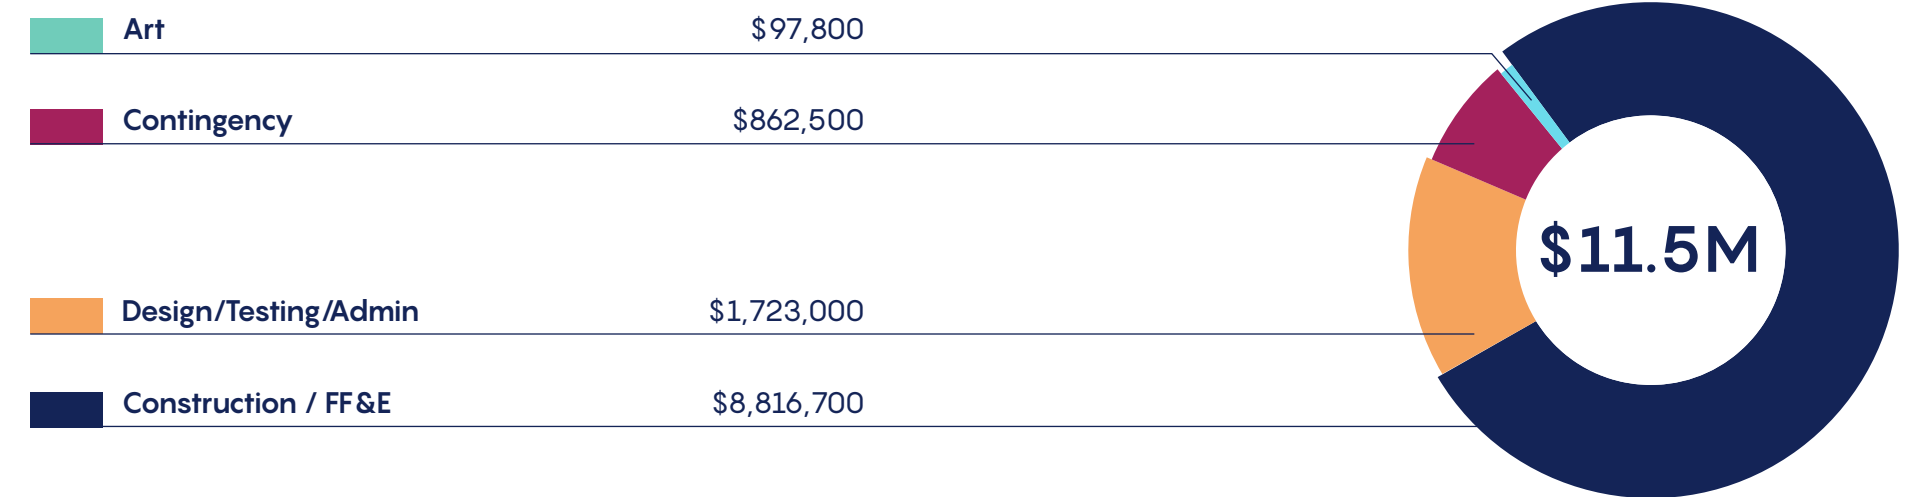 Art $97,800
Contingency $862,500
Design/Testing/Admin $1,723,000
Construction / FF&E $8,816,700
$11.5M